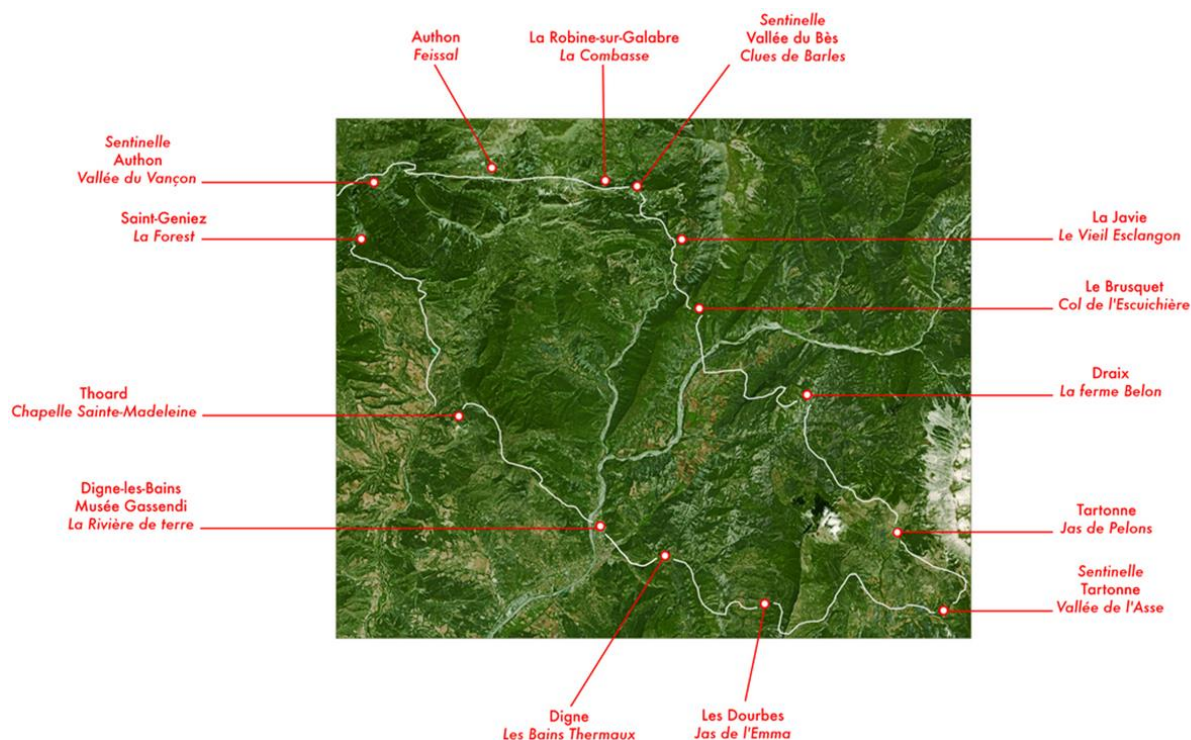 Authon
Feissal
La Robine-sur-Galabre
La Combasse
Sentinelle
Vallée du Bès
Clues de Barles
Sentinelle
Authon
Vallée du Vançon
Saint-Geniez
La Forest
La Javie
Le Vieil Esclangon
Le Brusquet
Col de l'Escuichière
Thoard
Chapelle Sainte-Madeleine
Draix
La ferme Belon
Digne-les-Bains
Musée Gassendi
La Rivière de terre
Tartonne
Jas de Pelons
Sentinelle
Tartonne
Vallée de l'Asse
Digne
Les Bains Thermaux
Les Dourbes
Jas de l'Emma